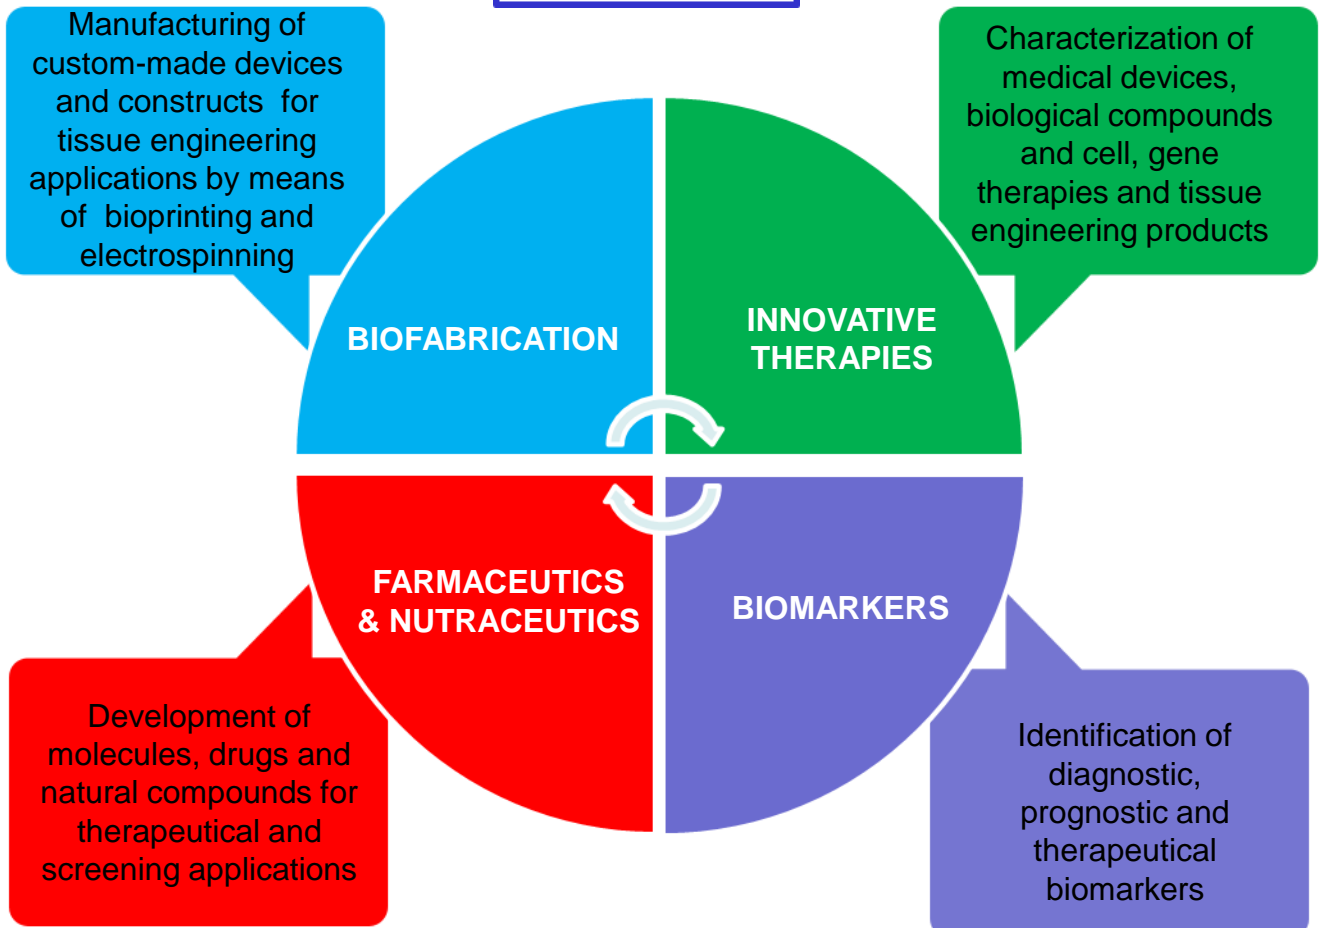 Manufacturing of
custom-made devices
and constructs for
tissue engineering
applications by means
of bioprinting and
electrospinning
Characterization of
medical devices,
biological compounds
and cell, gene
therapies and tissue
engineering products
BIOFABRICATION
INNOVATIVE
THERAPIES
FARMACEUTICS
& NUTRACEUTICS
BIOMARKERS
Development of
molecules, drugs and
natural compounds for
therapeutical and
screening applications
Identification of
diagnostic,
prognostic and
therapeutical
biomarkers